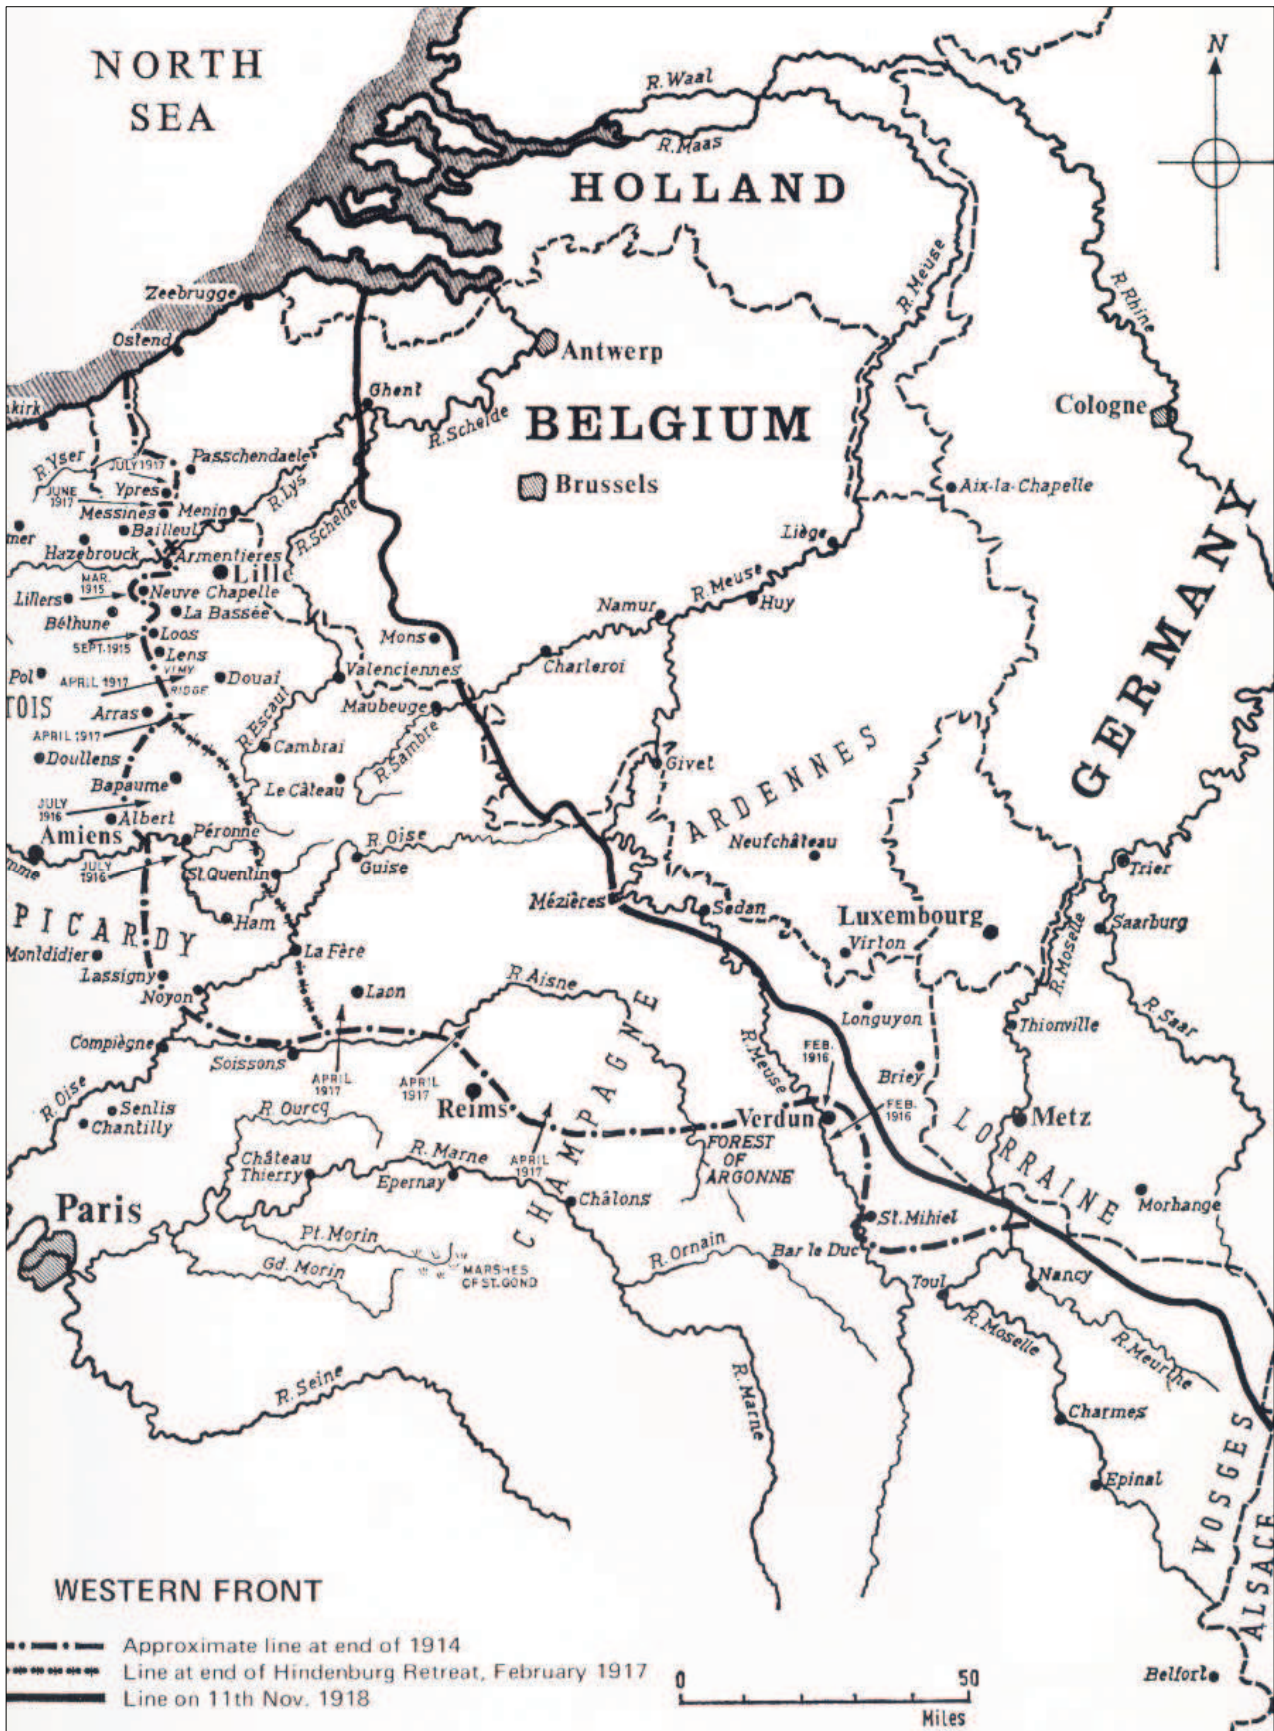 NORTH
SEA
N
R. Waal
R. Maas
HOLLAND
R. Meuse
R. Rhine
Zeebrugge
Ostend
Antwerp
nkirk
Ghent
R. Schelde
BELGIUM
Cologne
R. Yser
JULY 1917
Passchendaele
Brussels
JUNE
1917
Ypres
R. Lys
Aix-la-Chapelle
Messines
Menin
R. Schelde
mer
Bailleul
Hazebrouck
Armentieres
Liège
GERMANY
Lille
MAR.
1915
Neuve Chapelle
R. Meuse
Lillers
La Bassée
Namur
Huy
Béthune
Loos
Mons
SEPT. 1915
Lens
Charleroi
Pol
APRIL 1917
VIMY
RIDGE
Douai
Valenciennes
TOIS
Arras
Maubeuge
R. Escaut
APRIL 1917
Cambrai
R. Sambre
Doullens
Givet
ARDENNES
Bapaume
Le Câteau
JULY
1916
Albert
Amiens
Péronne
R. Oise
Neufchâteau
mme
JULY
1916
St. Quentin
Guise
Trier
PICARDY
Ham
Mézières
Sedan
Luxembourg
Saarburg
Montdidier
La Fère
Virton
R. Moselle
Lassigny
R. Aisne
Noyon
Laon
Longuyon
Thionville
R. Saar
CHAMPAGNE
Compiègne
Soissons
R. Meuse
FEB.
1916
Briey
R. Oise
APRIL
1917
APRIL
1917
Senlis
Chantilly
R. Ourcq
Reims
Verdun
FEB.
1916
Metz
LORRAINE
R. Marne
APRIL
1917
FOREST
OF
ARGONNE
Château
Thierry
Epernay
Châlons
Morhange
Paris
St. Mihiel
Pt. Morin
Gd. Morin
MARSHES
OF ST. GOND
R. Ornain
Bar le Duc
Toul
Nancy
R. Moselle
R. Meurthe
R. Seine
R. Marne
Charmes
Epinal
VOSGES
ALSACE
WESTERN FRONT
Approximate line at end of 1914
Line at end of Hindenburg Retreat, February 1917
Line on 11th Nov. 1918
0 50
Miles
Belfort